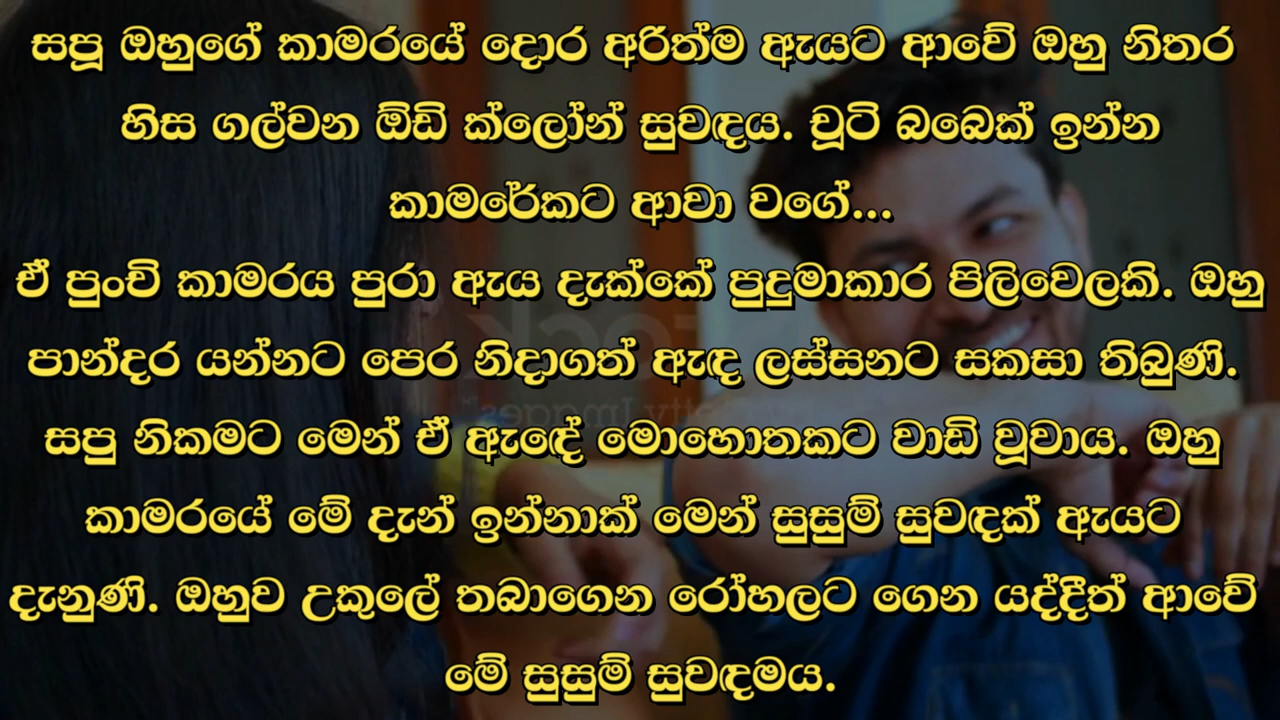 සපූ ඔහුගේ කාමරයේ දොර අරිත්ම ඇයට ආවේ ඔහු නිතර
හිස ගල්වන ඕඩි ක්ලෝන් සුවඳය. චූටි බබෙක් ඉන්න
කාමරේකට ආවා වගේ...
ඒ පුංචි කාමරය පුරා ඇය දැක්කේ පුදුමාකාර පිලිවෙලකි. ඔහු
පාන්දර යන්නට පෙර නිදාගත් ඇඳ ලස්සනට සකසා තිබුණි.
සපු නිකමට මෙන් ඒ ඇඳේ මොහොතකට වාඩි වූවාය. ඔහු
කාමරයේ මේ දැන් ඉන්නාක් මෙන් සුසුම් සුවඳක් ඇයට
දැනුණි. ඔහුව උකුලේ තබාගෙන රෝහලට ගෙන යද්දීත් ආවේ
මේ සුසුම් සුවඳමය.